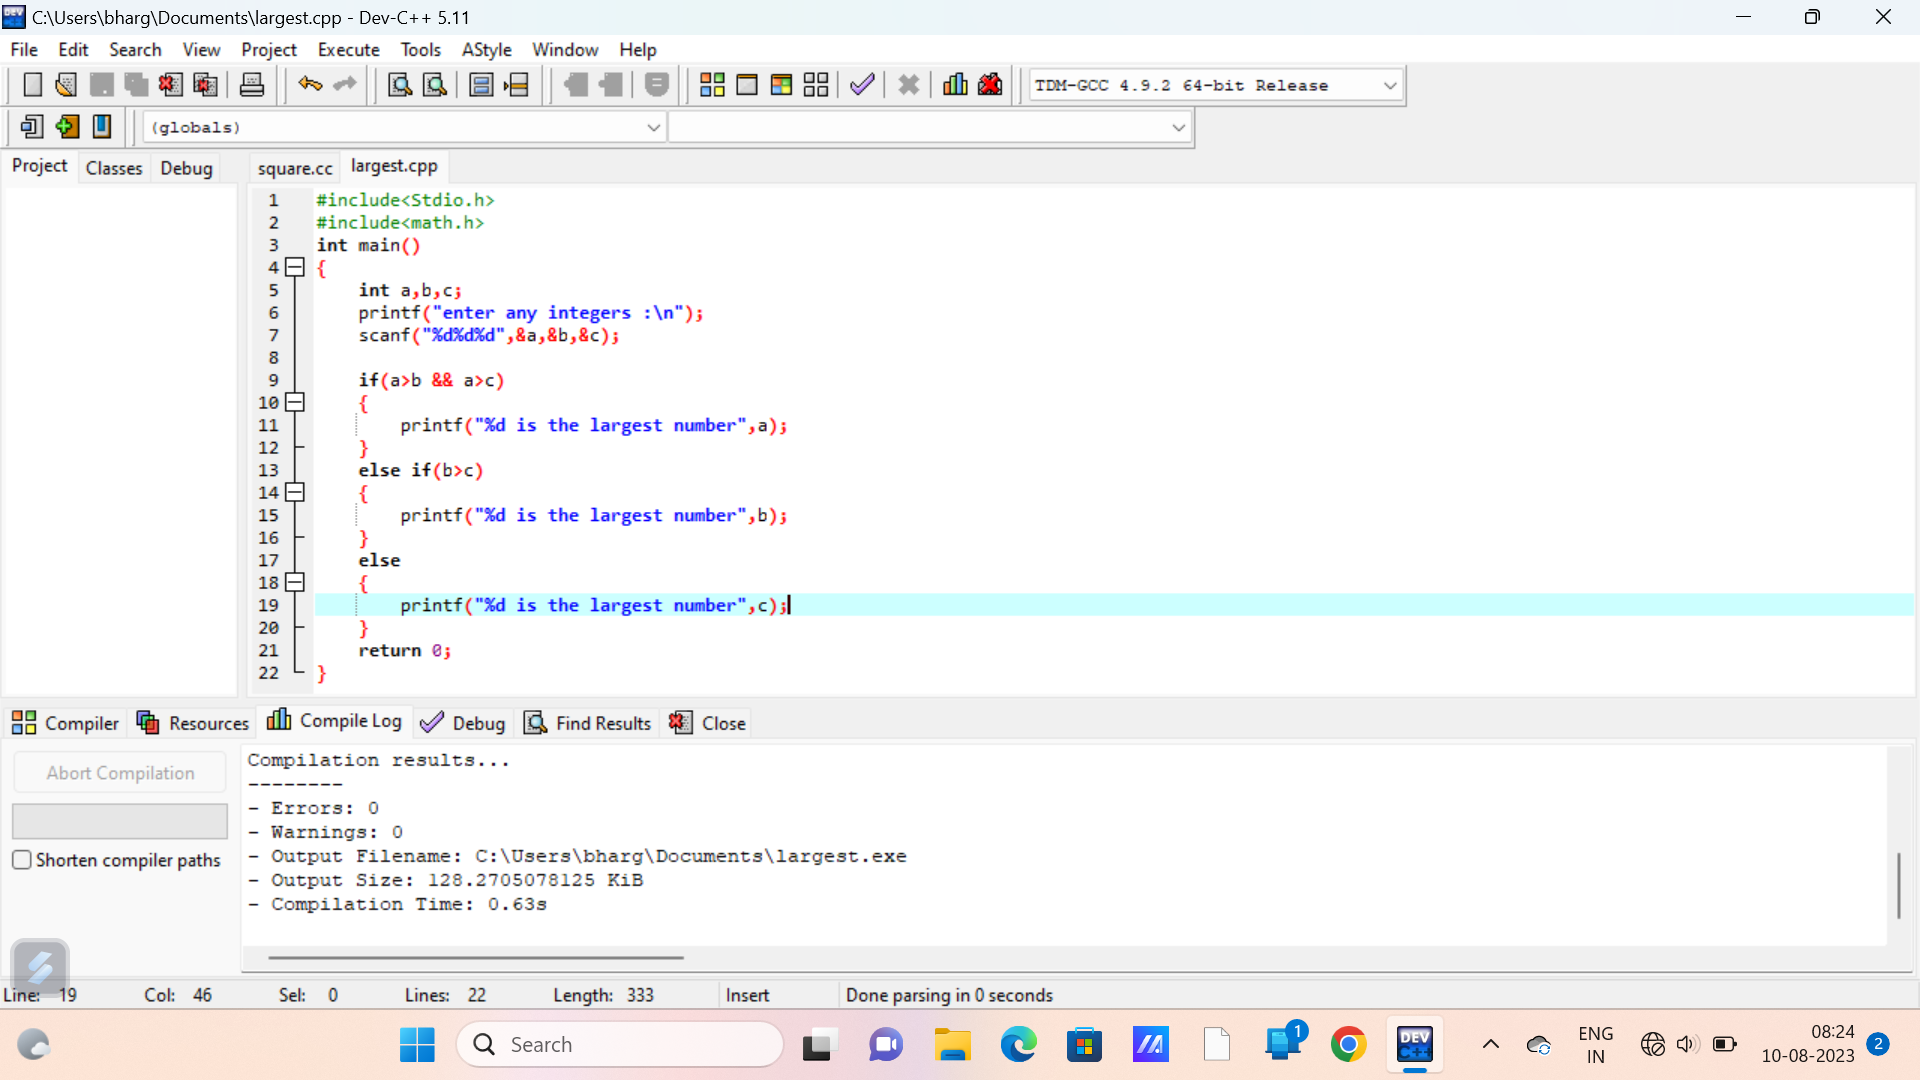 C:\Users\bharg\Documents\largest.cpp - Dev-C++ 5.11
File Edit Search View Project Execute Tools AStyle Window Help
TDM-GCC 4.9.2 64-bit Release
(globals)
Project Classes Debug square.cc largest.cpp
1 #include<Stdio.h>
2 #include<math.h>
3 int main()
4 {
5 int a,b,c;
6 printf("enter any integers :\n");
7 scanf("%d%d%d",&a,&b,&c);
8
9 if(a>b && a>c)
10 {
11 printf("%d is the largest number",a);
12 }
13 else if(b>c)
14 {
15 printf("%d is the largest number",b);
16 }
17 else
18 {
19 printf("%d is the largest number",c);
20 }
21 return 0;
22 }
Compiler Resources Compile Log Debug Find Results Close
Abort Compilation
Shorten compiler paths
Compilation results...
--------
- Errors: 0
- Warnings: 0
- Output Filename: C:\Users\bharg\Documents\largest.exe
- Output Size: 128.2705078125 KiB
- Compilation Time: 0.63s
Line: 19 Col: 46 Sel: 0 Lines: 22 Length: 333 Insert Done parsing in 0 seconds
Search
1
DEV C++
ENG
IN
08:24
10-08-2023
2